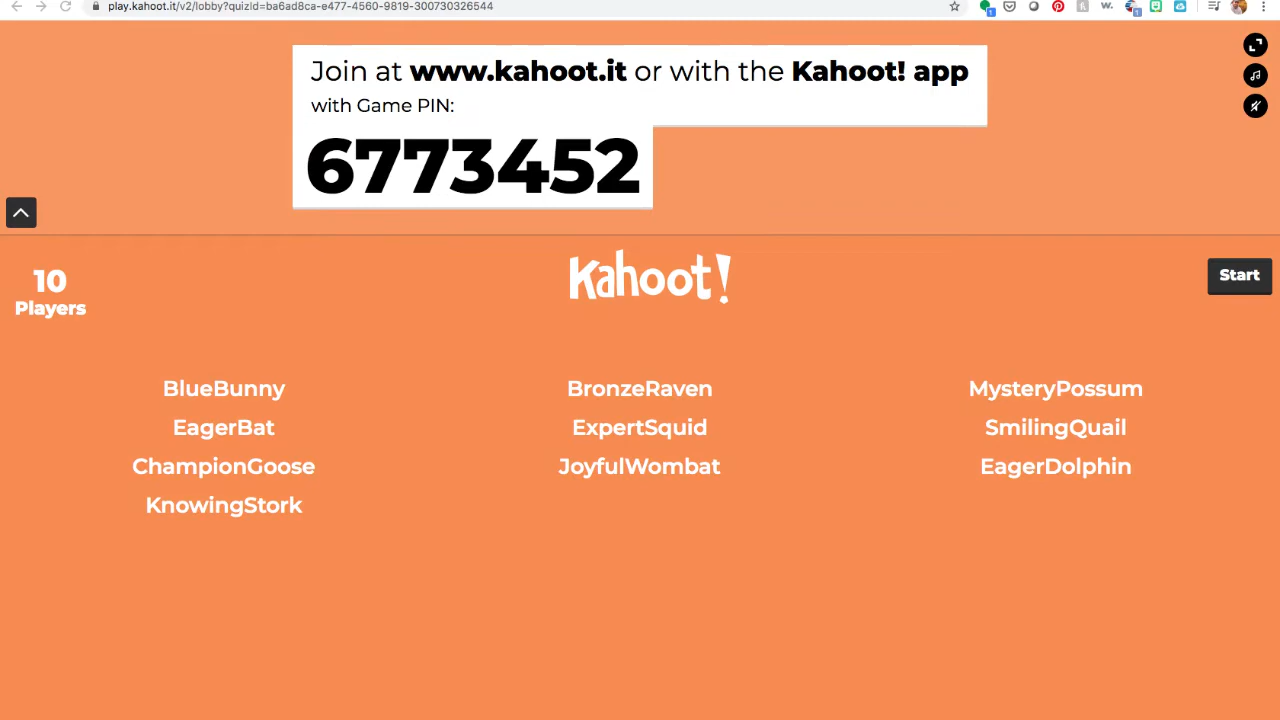 play.kahoot.it/v2/lobby?quizId=ba6ad8ca-e477-4560-9819-300730326544
Join at www.kahoot.it or with the Kahoot! app
with Game PIN:
6773452
10
Players
Kahoot!
Start
BlueBunny BronzeRaven MysteryPossum
EagerBat ExpertSquid SmilingQuail
ChampionGoose JoyfulWombat EagerDolphin
KnowingStork